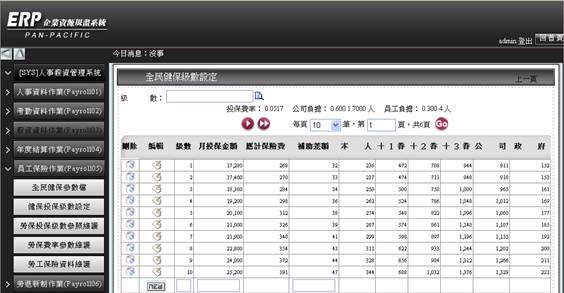 ERP 企業資源規畫系統
PAN-PACIFIC
admin 登出 回首頁
今日消息：沒事
[SYS]人事薪資管理系統
人事資料作業(Payroll01)
考勤資料作業(Payroll02)
薪資資料作業(Payroll03)
年度結算作業(Payroll04)
員工保險作業(Payroll05)
全民健保參數檔
健保投保級數設定
勞保投保級數參照維護
勞保費率參數維護
勞工保險資料維護
勞退新制作業(Payroll06)
全民健保級數設定 上一頁
級 數：
投保費率： 0.0517 公司負擔： 0.600 1.7000 人 員工負擔： 0.300 4 人
每頁 10 筆，第 1 頁，共6頁 Go
刪除 編輯 級數 月投保金額 應計保險費 補助差額 本 人 十1眷 十2眷 十3眷 公 司 政 府
1 17,280 268 32 236 472 708 944 911 152
2 17,400 270 33 237 474 711 948 918 153
3 18,300 284 34 250 500 750 1,000 965 161
4 19,200 298 36 262 524 786 1,048 1,012 169
5 20,100 312 38 274 548 822 1,096 1,060 177
6 21,000 326 39 287 574 861 1,148 1,107 185
7 21,900 340 41 299 598 897 1,196 1,155 192
8 22,800 354 43 311 622 933 1,244 1,202 200
9 24,000 372 44 328 656 984 1,312 1,266 211
10 25,200 391 47 344 688 1,032 1,376 1,329 221
NEW